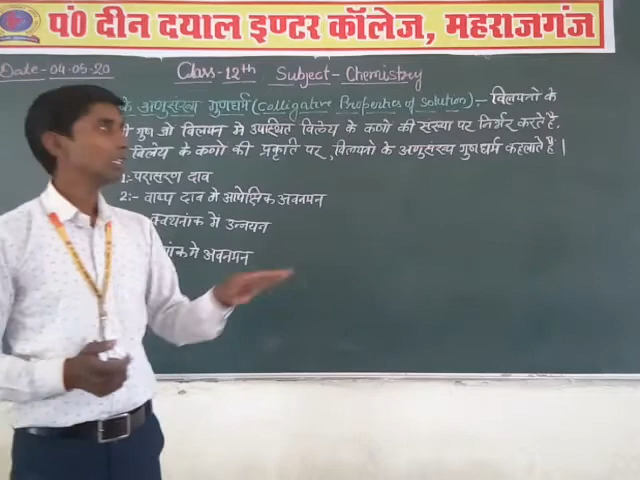 पं0 दीन दयाल इण्टर कॉलेज, महराजगंज
Date- 04-05-20
Class-12th Subject- Chemistry
के अणुसंख्य गुणधर्म (Colligative Properties of Solution) - विलयनो के
गुण जो विलयन मे उपस्थित विलेय के कणो की संख्या पर निर्भर करते है,
विलेय के कणो की प्रकृति पर, विलयनो के अणुसंख्य गुणधर्म कहलाते है।
1:- परासरण दाब
2:- वाष्प दाब मे आपेक्षिक अवनमन
क्वथनांक में उन्नयन
मे अवनमन